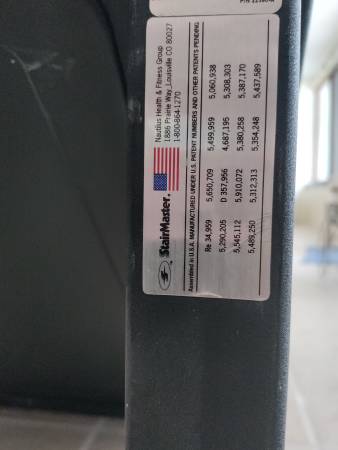 StairMaster®
Nautilus Health & Fitness Group
1886 Prairie Way, Louisville CO 80027
1-800-864-1270
Assembled in U.S.A. MANUFACTURED UNDER U.S. PATENT NUMBERS AND OTHER PATENTS PENDING
Re 34,959 5,650,709 5,499,959 5,060,938
5,290,205 D 357,956 4,687,195 5,308,303
5,545,112 5,910,072 5,380,258 5,387,170
5,489,250 5,312,313 5,354,248 5,437,589